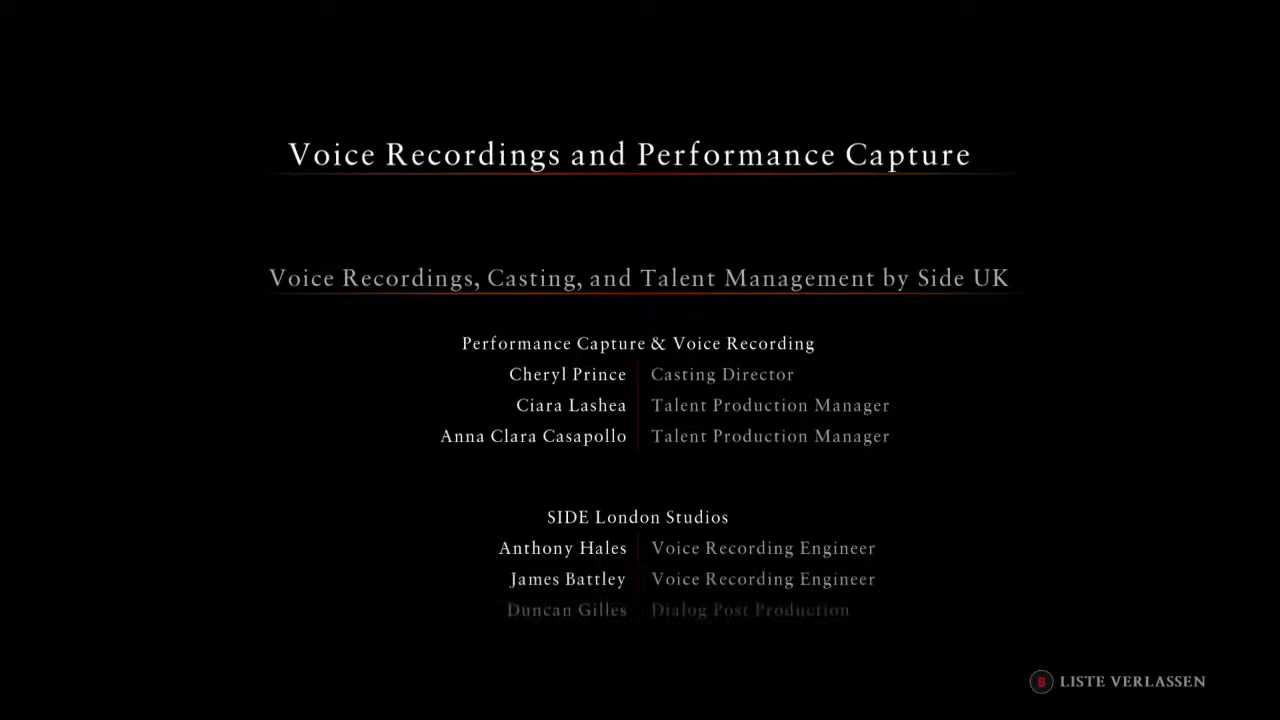 Voice Recordings and Performance Capture
Voice Recordings, Casting, and Talent Management by Side UK
Performance Capture & Voice Recording
Cheryl Prince Casting Director
Ciara Lashea Talent Production Manager
Anna Clara Casapollo Talent Production Manager
SIDE London Studios
Anthony Hales Voice Recording Engineer
James Battley Voice Recording Engineer
Duncan Gilles Dialog Post Production
B LISTE VERLASSEN